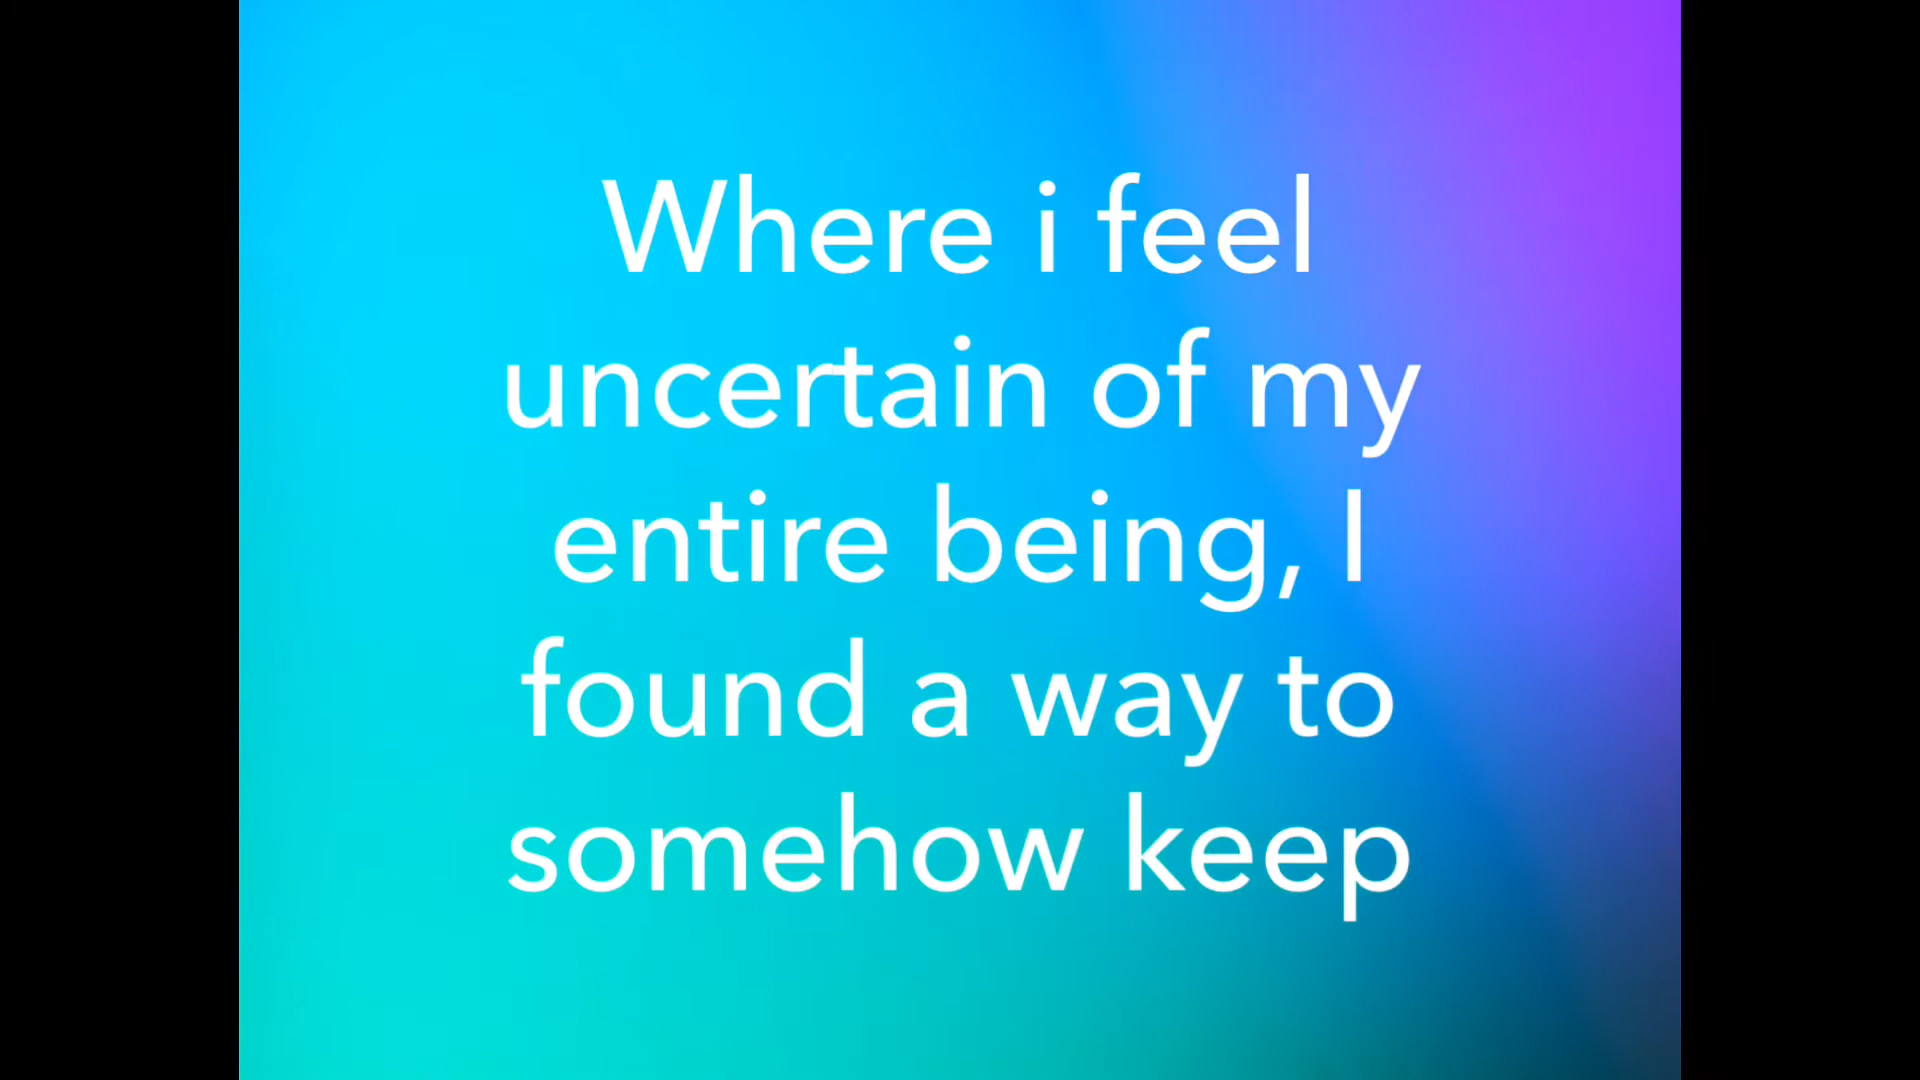 Where i feel
uncertain of my
entire being, I
found a way to
somehow keep